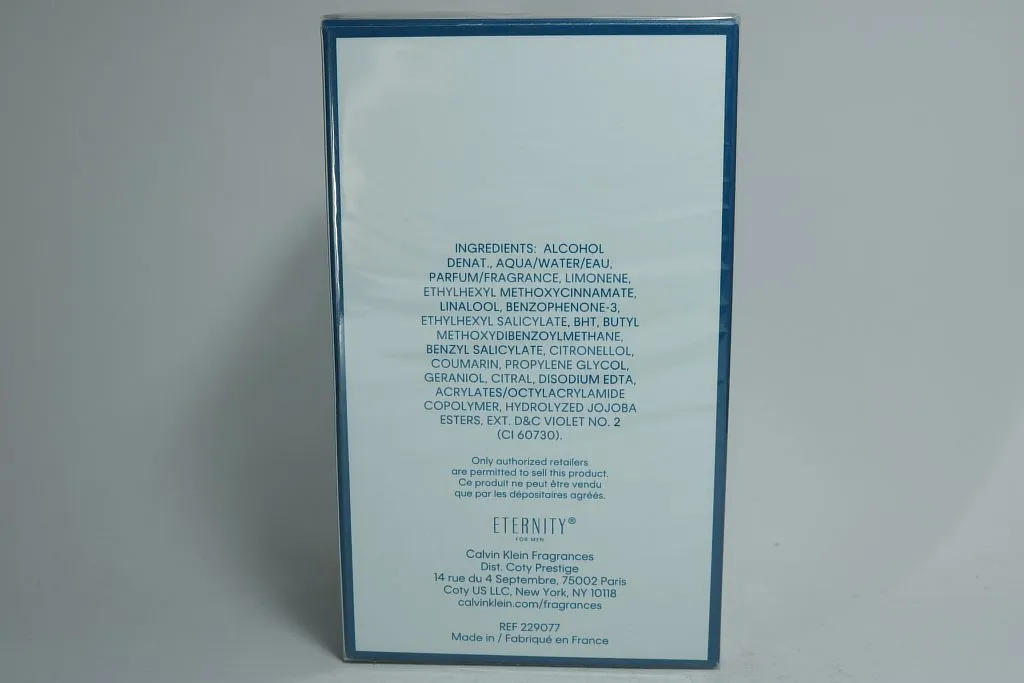 INGREDIENTS: ALCOHOL
DENAT., AQUA/WATER/EAU,
PARFUM/FRAGRANCE, LIMONENE,
ETHYLHEXYL METHOXYCINNAMATE,
LINALOOL, BENZOPHENONE-3,
ETHYLHEXYL SALICYLATE, BHT, BUTYL
METHOXYDIBENZOYLMETHANE,
BENZYL SALICYLATE, CITRONELLOL,
COUMARIN, PROPYLENE GLYCOL,
GERANIOL, CITRAL, DISODIUM EDTA,
ACRYLATES/OCTYLACRYLAMIDE
COPOLYMER, HYDROLYZED JOJOBA
ESTERS, EXT. D&C VIOLET NO. 2
(CI 60730).
Only authorized retailers
are permitted to sell this product.
Ce produit ne peut être vendu
que par les dépositaires agréés.
ETERNITY®
FOR MEN
Calvin Klein Fragrances
Dist. Coty Prestige
14 rue du 4 Septembre, 75002 Paris
Coty US LLC, New York, NY 10118
calvinklein.com/fragrances
REF 229077
Made in / Fabriqué en France